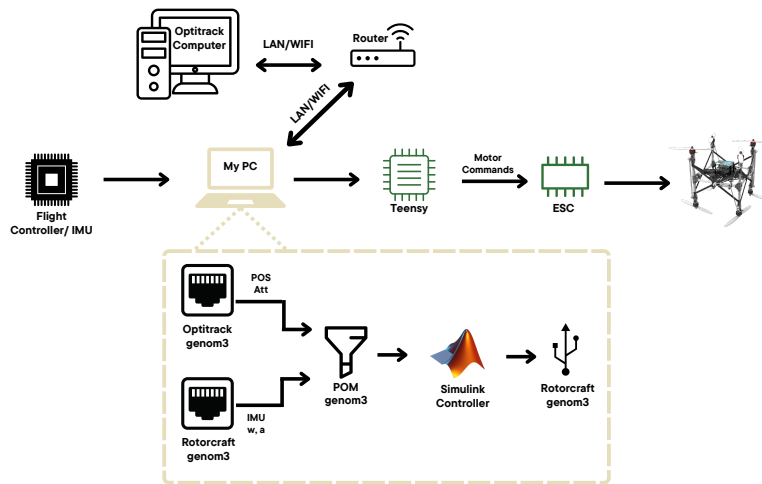 Optitrack
Computer
LAN/WIFI
Router
LAN/WIFI
My PC
Motor
Commands
Flight
Controller/ IMU
Teensy
ESC
POS
Att
Optitrack
genom3
POM
genom3
Simulink
Controller
Rotorcraft
genom3
IMU
w, a
Rotorcraft
genom3